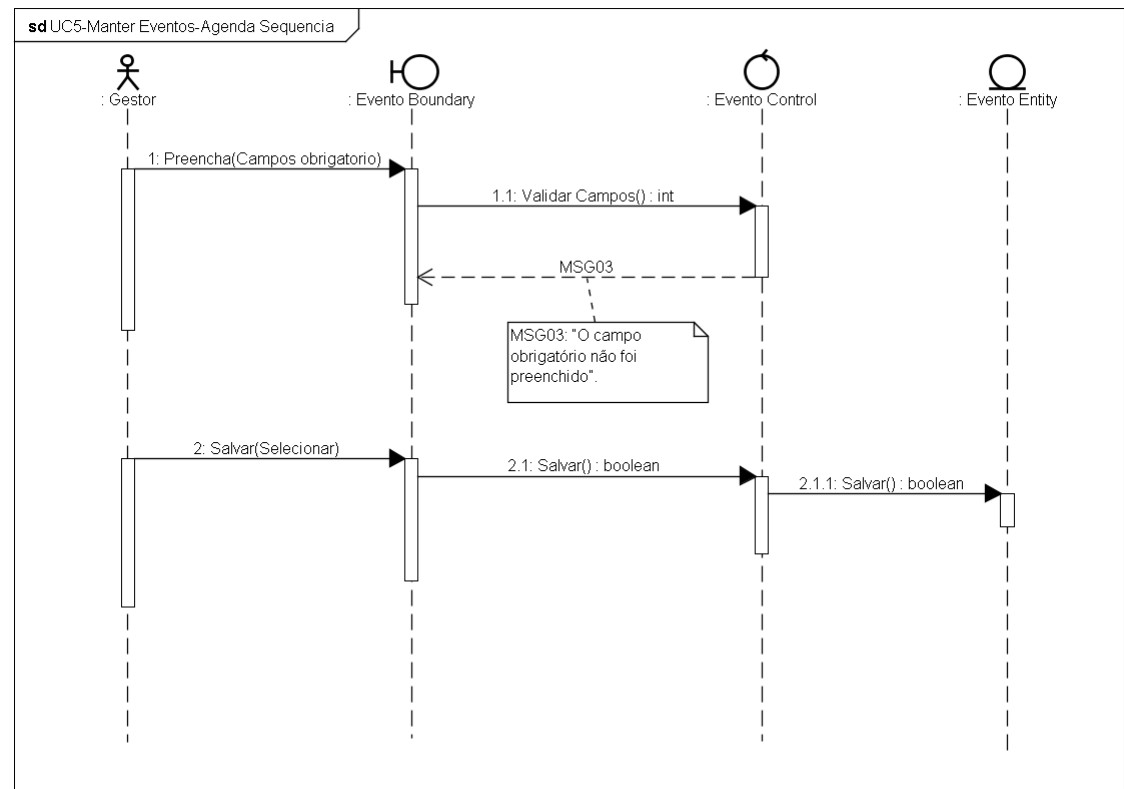 sd UC5-Manter Eventos-Agenda Sequencia
: Gestor
: Evento Boundary
: Evento Control
: Evento Entity
1: Preencha(Campos obrigatorio)
1.1: Validar Campos() : int
MSG03
MSG03: "O campo
obrigatório não foi
preenchido".
2: Salvar(Selecionar)
2.1: Salvar() : boolean
2.1.1: Salvar() : boolean